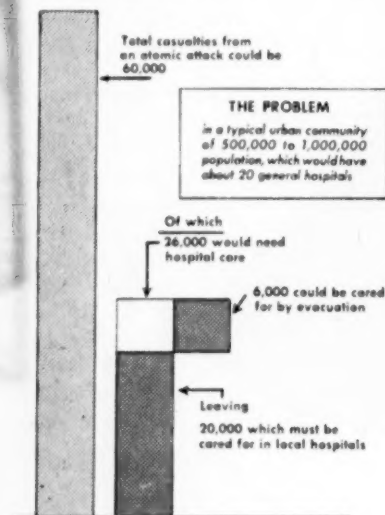 Total casualties from
an atomic attack could be
60,000
THE PROBLEM
in a typical urban community
of 500,000 to 1,000,000
population, which would have
about 20 general hospitals
Of which
26,000 would need
hospital care
6,000 could be cared
for by evacuation
Leaving
20,000 which must be
cared for in local hospitals